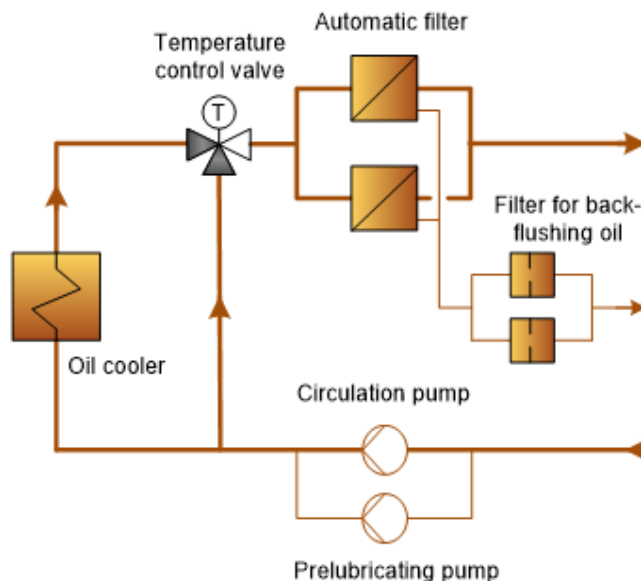 Automatic filter
Temperature
control valve
T
Filter for back-
flushing oil
Oil cooler
Circulation pump
Prelubricating pump